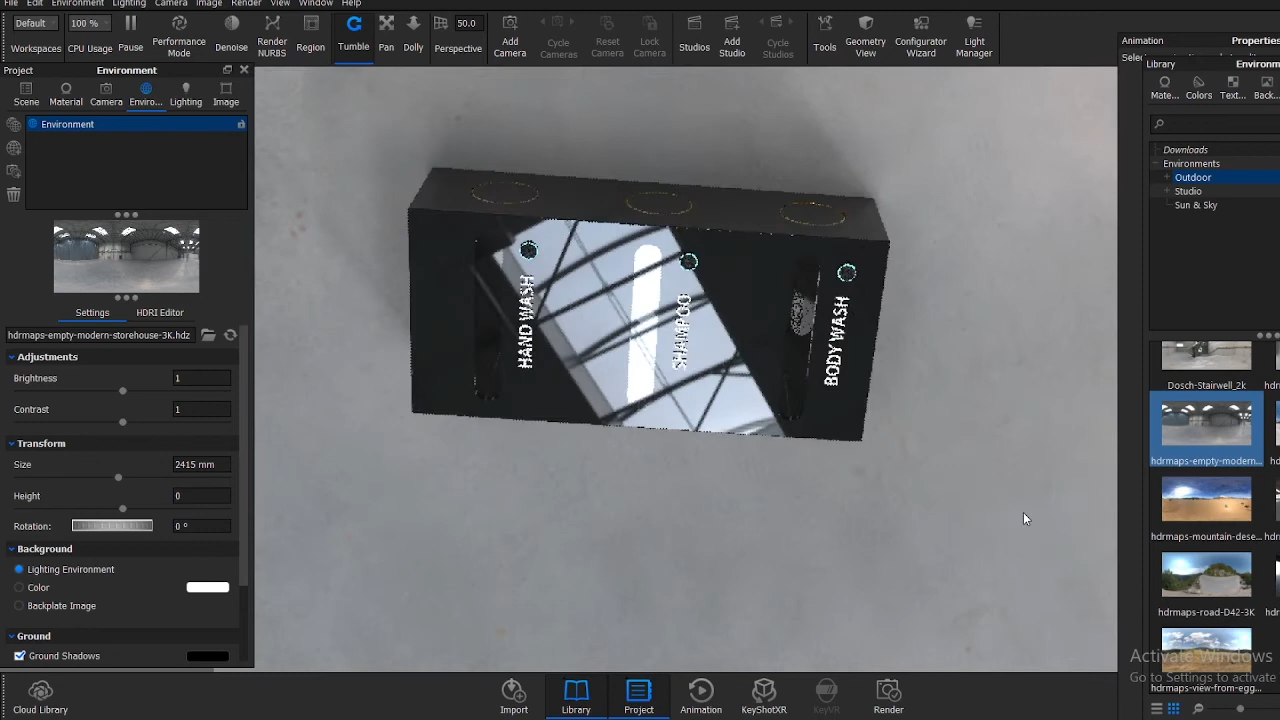 File Edit Environment Lighting Camera Image Render View Window Help
Default 100 % 50.0
Workspaces CPU Usage Pause Performance Mode Denoise Render NURBS Region Tumble Pan Dolly Perspective Add Camera Cycle Cameras Reset Camera Lock Camera Studios Add Studio Cycle Studios Tools Geometry View Configurator Wizard Light Manager
Animation Properties
Project Environment
Library
Scene Material Camera Enviro... Lighting Image
Mate... Colors Text... Back
Environment
Downloads
Environments
Outdoor
Studio
Sun & Sky
HAND WASH
SHAMPOO
BODY WASH
Settings HDRI Editor
hdrmaps-empty-modern-storehouse-3K.hdz
Adjustments
Brightness 1
Contrast 1
Transform
Size 2415 mm
Height 0
Rotation: 0 °
Background
Lighting Environment
Color
Backplate Image
Ground
Ground Shadows
Dosch-Stairwell_2k
hdrmaps-empty-modern...
hdrmaps-mountain-dese...
hdrmaps-road-D42-3K
hdrmaps-view-from-egg...
Activate Windows
Go to Settings to activate
Cloud Library Import Library Project Animation KeyShotXR KeyVR Render